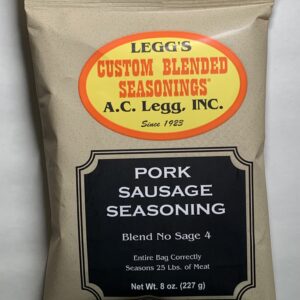 LEGG'S
CUSTOM BLENDED
SEASONINGS®
A.C. Legg, INC.
Since 1923
PORK
SAUSAGE
SEASONING
Blend No Sage 4
Entire Bag Correctly
Seasons 25 Lbs. of Meat
Net Wt. 8 oz. (227 g)